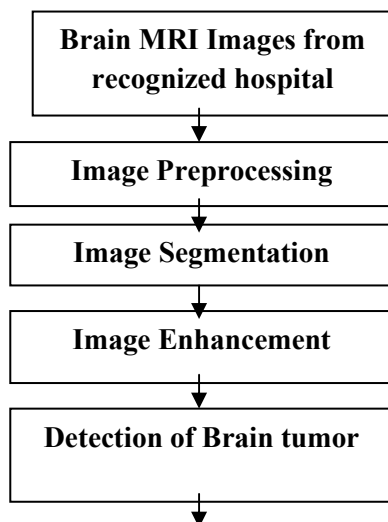 Brain MRI Images from
recognized hospital
Image Preprocessing
Image Segmentation
Image Enhancement
Detection of Brain tumor